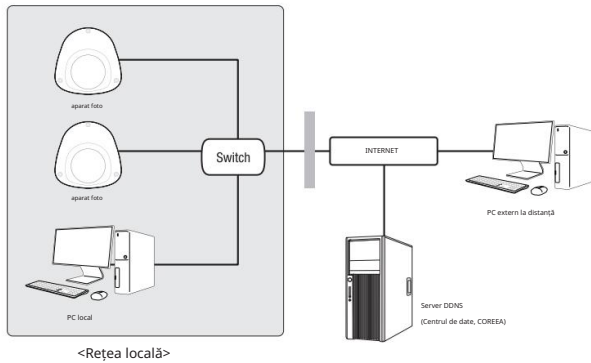 aparat foto
aparat foto
Switch
INTERNET
PC extern la distanță
PC local
Server DDNS
(Centrul de date, COREEA)
<Rețea locală>